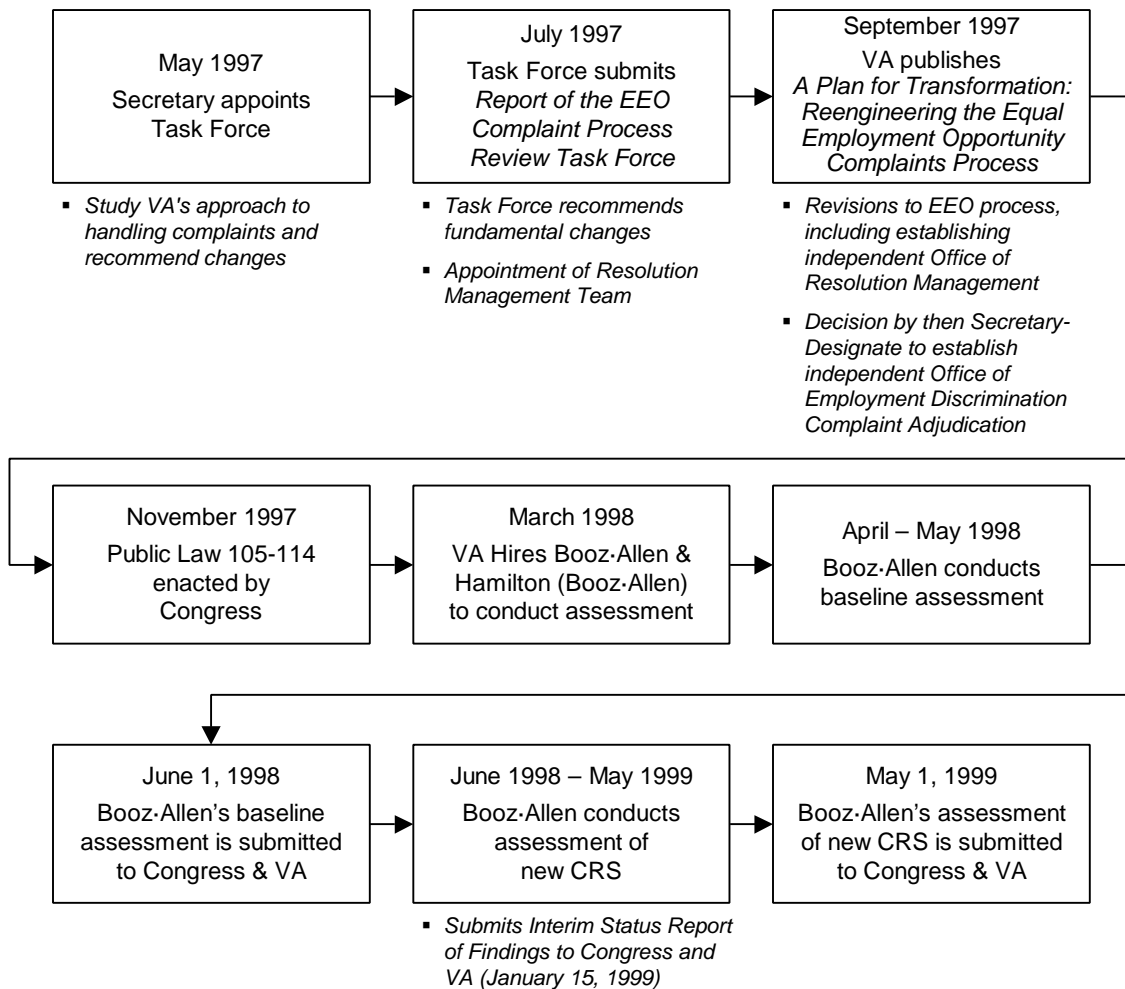 May 1997
Secretary appoints
Task Force
▪ Study VA's approach to
handling complaints and
recommend changes
July 1997
Task Force submits
Report of the EEO
Complaint Process
Review Task Force
▪ Task Force recommends
fundamental changes
▪ Appointment of Resolution
Management Team
September 1997
VA publishes
A Plan for Transformation:
Reengineering the Equal
Employment Opportunity
Complaints Process
▪ Revisions to EEO process,
including establishing
independent Office of
Resolution Management
▪ Decision by then Secretary-
Designate to establish
independent Office of
Employment Discrimination
Complaint Adjudication
November 1997
Public Law 105-114
enacted by
Congress
March 1998
VA Hires Booz·Allen &
Hamilton (Booz·Allen)
to conduct assessment
April – May 1998
Booz·Allen conducts
baseline assessment
June 1, 1998
Booz·Allen’s baseline
assessment is submitted
to Congress & VA
June 1998 – May 1999
Booz·Allen conducts
assessment of
new CRS
▪ Submits Interim Status Report
of Findings to Congress and
VA (January 15, 1999)
May 1, 1999
Booz·Allen’s assessment
of new CRS is submitted
to Congress & VA